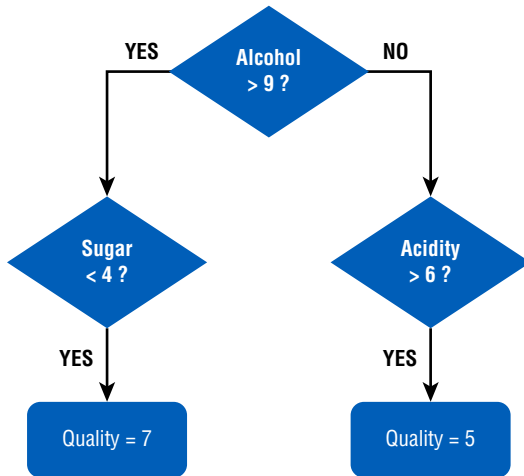 YES
Alcohol
> 9 ?
NO
Sugar
< 4 ?
Acidity
> 6 ?
YES
YES
Quality = 7
Quality = 5